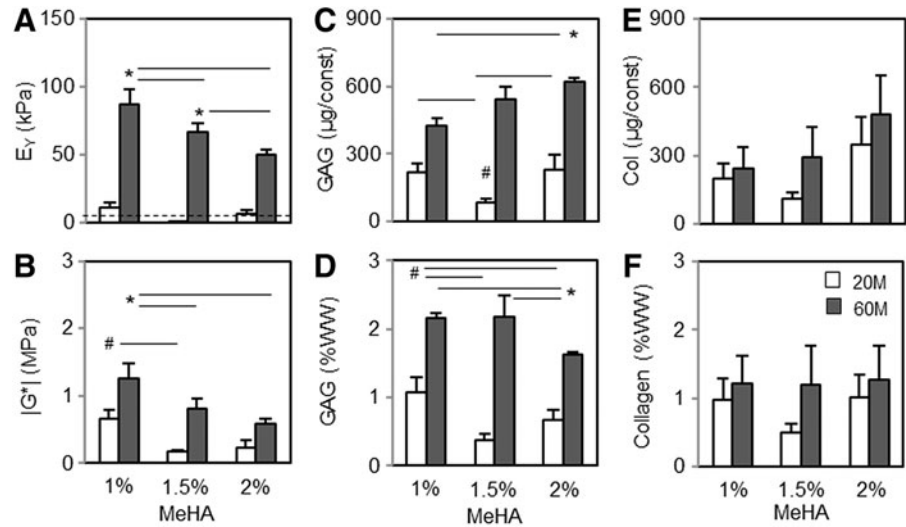 A
150
100
50
0
E_Y (kPa)
*
*
B
3
2
1
0
|G*| (MPa)
#
*
1% 1.5% 2%
MeHA
C
900
600
300
0
GAG (µg/const)
#
*
D
3
2
1
0
GAG (%WW)
#
*
1% 1.5% 2%
MeHA
E
900
600
300
0
Col (µg/const)
F
3
2
1
0
Collagen (%WW)
20M
60M
1% 1.5% 2%
MeHA